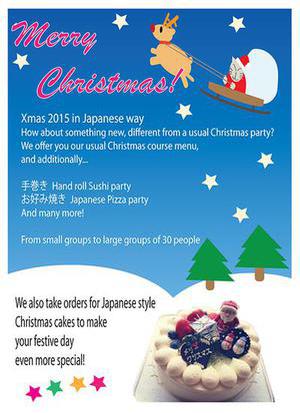 Merry
Christmas!
Xmas 2015 in Japanese way
How about something new, different from a usual Christmas party?
We offer you our usual Christmas course menu,
and additionally...
手巻き Hand roll Sushi party
お好み焼き Japanese Pizza party
And many more!
From small groups to large groups of 30 people
We also take orders for Japanese style
Christmas cakes to make
your festive day
even more special!